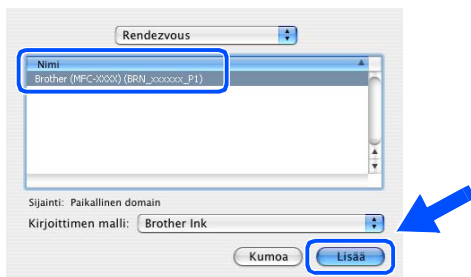 Rendezvous
Nimi
Brother (MFC-XXXX) (BRN_xxxxxx_P1)
Sijainti: Paikallinen domain
Kirjoittimen malli: Brother Ink
Kumoa Lisää